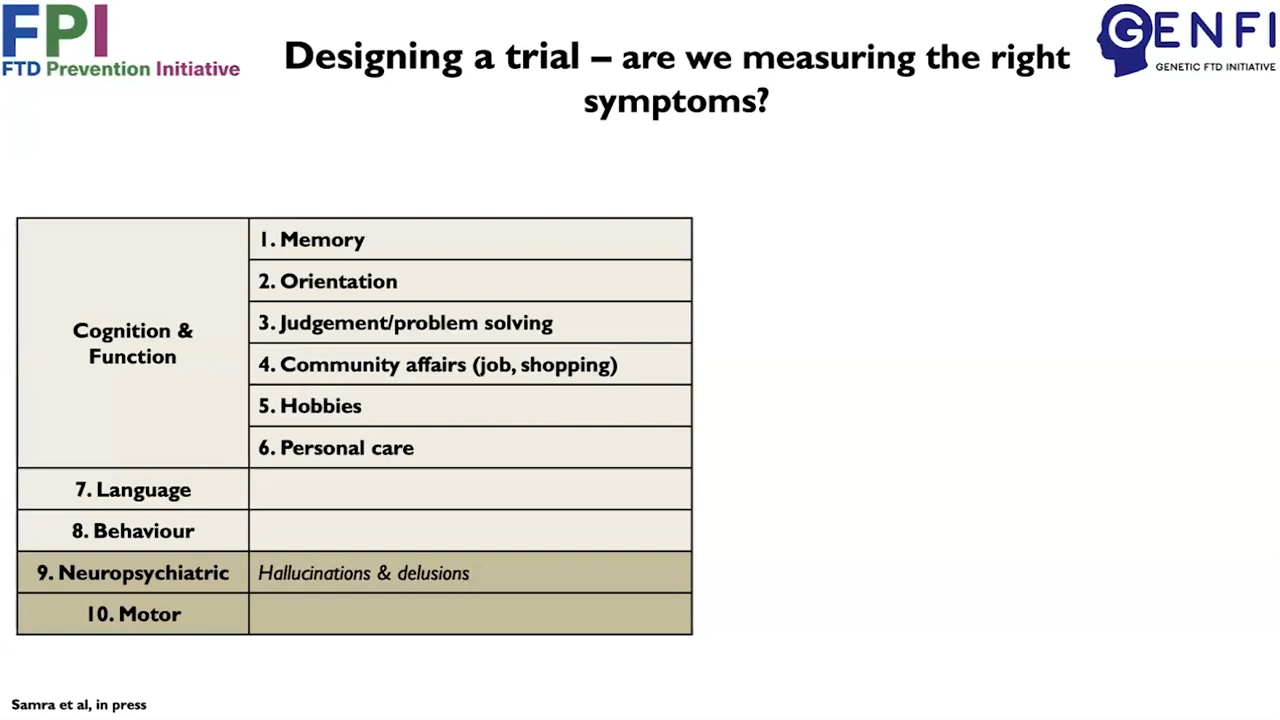 FPI
FTD Prevention Initiative
Designing a trial – are we measuring the right
symptoms?
GENFI
GENETIC FTD INITIATIVE
Cognition &
Function
1. Memory
2. Orientation
3. Judgement/problem solving
4. Community affairs (job, shopping)
5. Hobbies
6. Personal care
7. Language
8. Behaviour
9. Neuropsychiatric
Hallucinations & delusions
10. Motor
Samra et al, in press